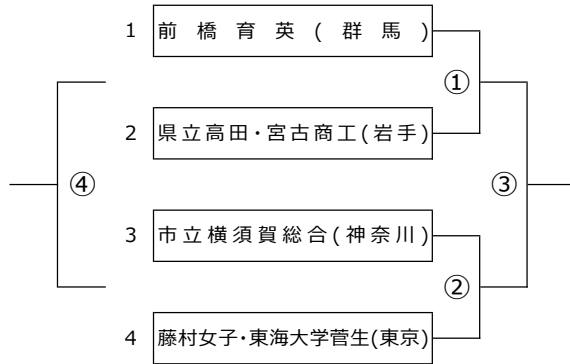 1 前橋育英(群馬)
①
2 県立高田・宮古商工(岩手)
④ ③
3 市立横須賀総合(神奈川)
②
4 藤村女子・東海大学菅生(東京)